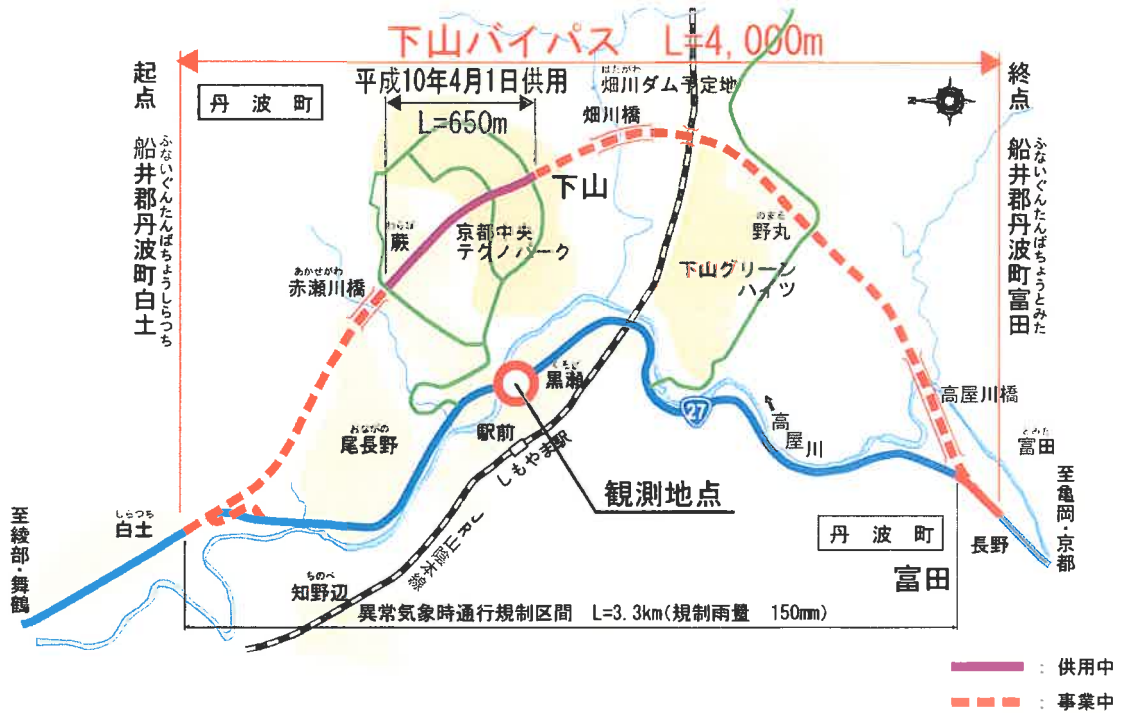 下山バイパス L=4,000m
起点
丹波町
平成10年4月1日供用
L=650m
はたがわ
畑川ダム予定地
畑川橋
終点
N
船井郡丹波町白土
ふないぐんたんばちょうしらつち
船井郡丹波町富田
ふないぐんたんばちょうとみた
下山
わらび
蕨
京都中央
テクノパーク
のまる
野丸
下山グリーン
ハイツ
あかせがわ
赤瀬川橋
くろせ
黒瀬
27
高屋川
高屋川橋
おながの
尾長野
駅前
しもやま駅
とみた
富田
観測地点
至綾部・舞鶴
しらつち
白土
JR山陰本線
丹波町
長野
至亀岡・京都
富田
ちのべ
知野辺
異常気象時通行規制区間 L=3.3km(規制雨量 150mm)
:供用中
:事業中